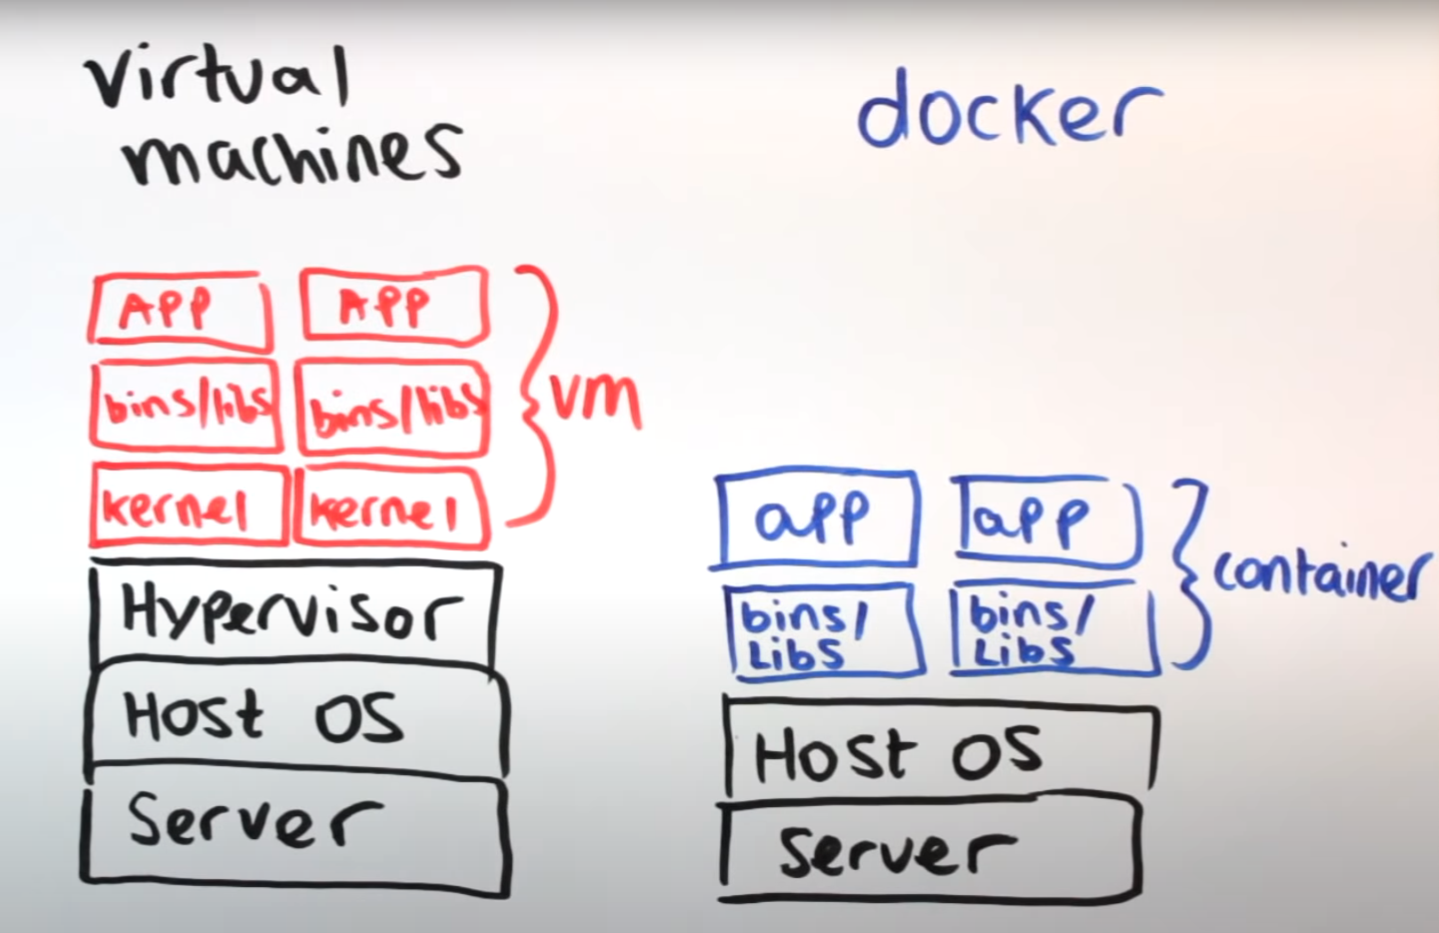 virtual
machines
APP APP
bins/libs bins/libs
kernel kernel
vm
Hypervisor
Host OS
Server
docker
app app
bins/ bins/
Libs Libs
container
Host OS
Server